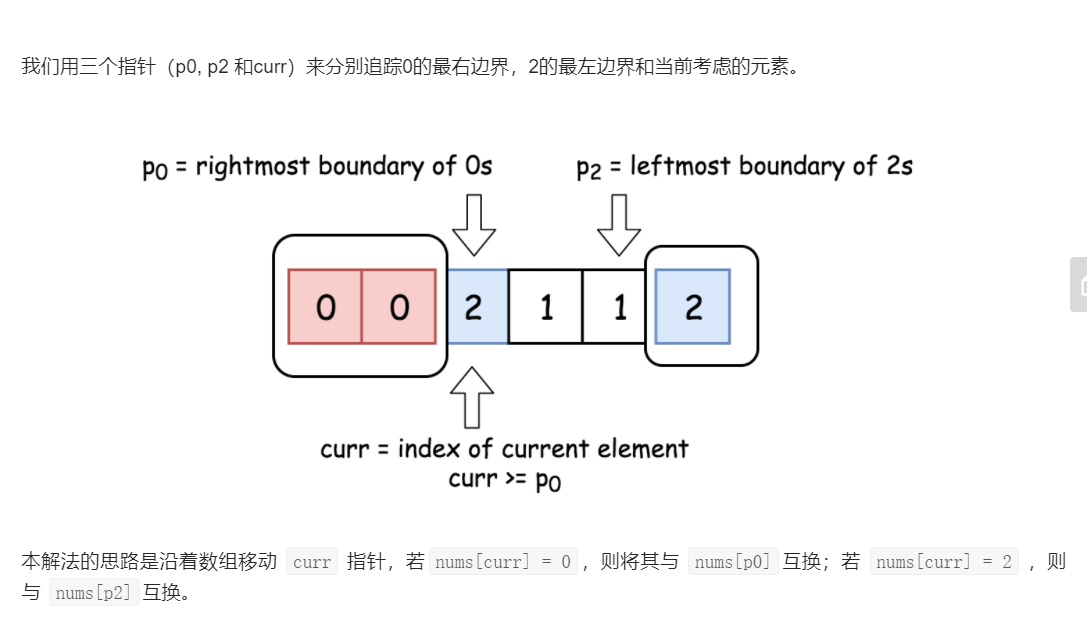 我们用三个指针（p0, p2 和curr）来分别追踪0的最右边界，2的最左边界和当前考虑的元素。
p0 = rightmost boundary of 0s
p2 = leftmost boundary of 2s
0 0 2 1 1 2
curr = index of current element
curr >= p0
本解法的思路是沿着数组移动 curr 指针，若 nums[curr] = 0 ，则将其与 nums[p0] 互换；若 nums[curr] = 2 ，则
与 nums[p2] 互换。